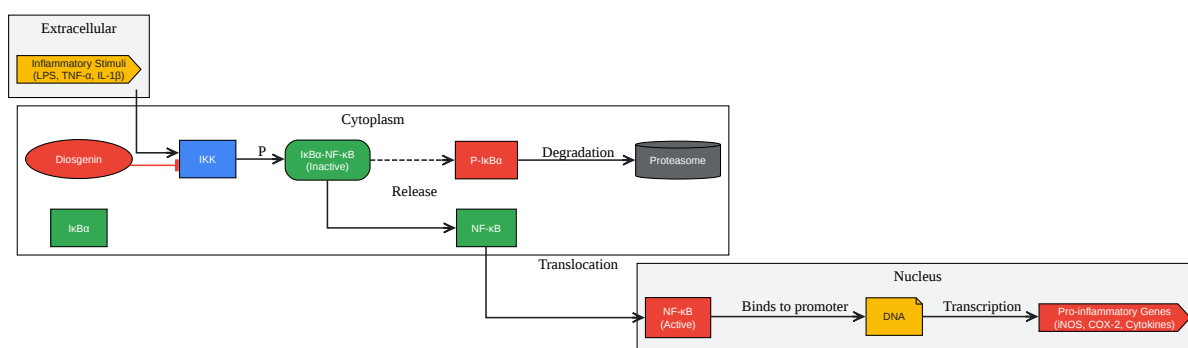 Extracellular
Inflammatory Stimuli
(LPS, TNF-α, IL-1β)
Cytoplasm
Diosgenin
IKK
P
IκBα-NF-κB
(Inactive)
P-IκBα
Degradation
Proteasome
Release
IκBα
NF-κB
Translocation
Nucleus
NF-κB
(Active)
Binds to promoter
DNA
Transcription
Pro-inflammatory Genes
(iNOS, COX-2, Cytokines)